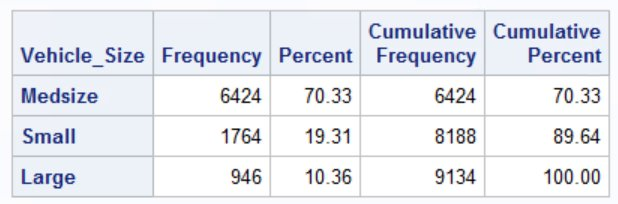 Cumulative Cumulative
Vehicle_Size Frequency Percent Frequency Percent
Medsize 6424 70.33 6424 70.33
Small 1764 19.31 8188 89.64
Large 946 10.36 9134 100.00